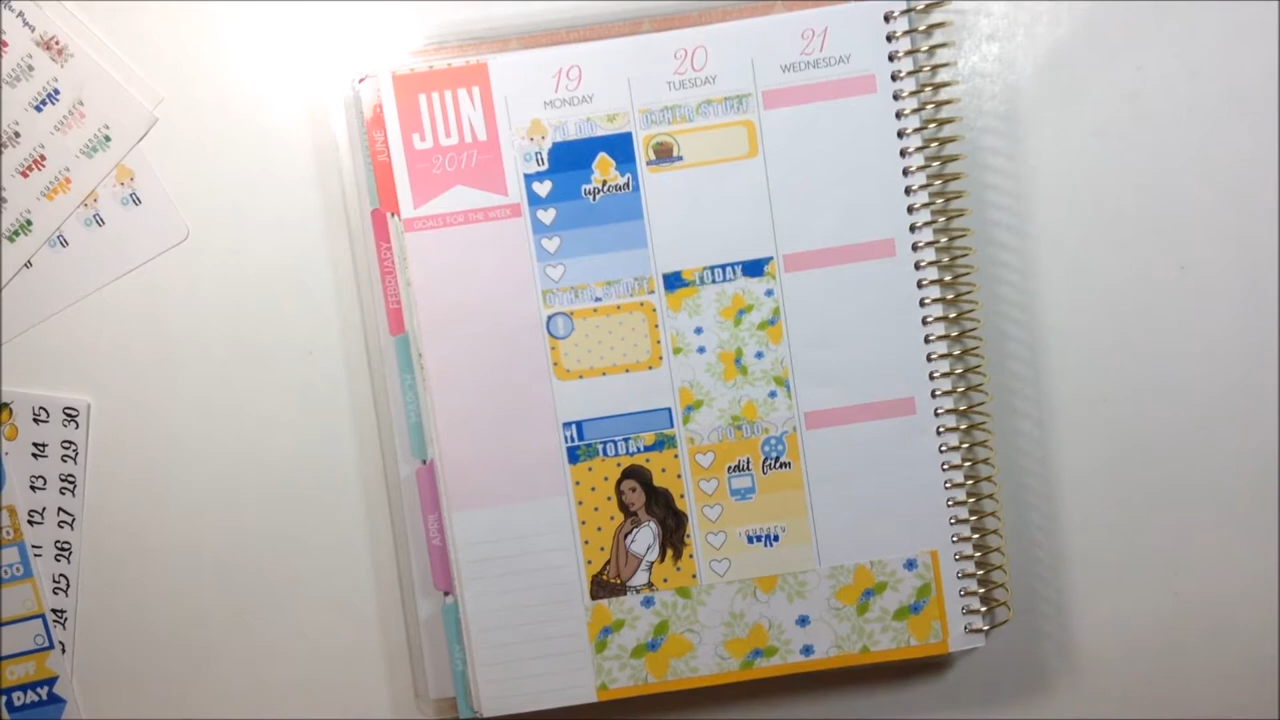 JUN
2017
GOALS FOR THE WEEK
19
MONDAY
TO DO
upload
OTHER STUFF
TODAY
20
TUESDAY
OTHER STUFF
TODAY
TO DO
edit film
laundry
21
WEDNESDAY
JUNE
FEBRUARY
MARCH
APRIL
15 30
14 29
13 28
12 27
11 26
25
24
OFF
DAY